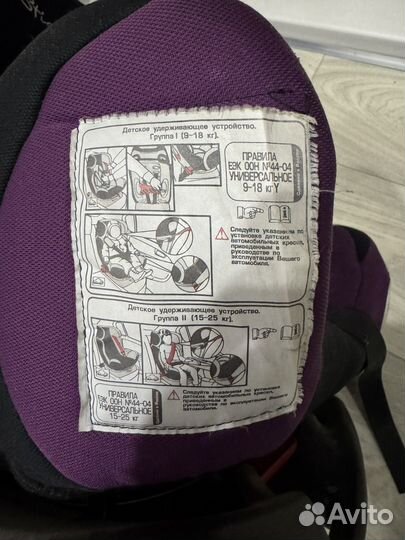 Детское удерживающее устройство.
Группа I (9-18 кг).
ПРАВИЛА
ЕЭК ООН №44-04
УНИВЕРСАЛЬНОЕ
9-18 кгY
Следуйте указаниям по
установке детских
автомобильных кресел,
приведенным в
руководстве по
эксплуатации Вашего
автомобиля.
Детское удерживающее устройство.
Группа II (15-25 кг).
ПРАВИЛА
ЕЭК ООН №44-04
УНИВЕРСАЛЬНОЕ
15-25 кг
Следуйте указаниям по установке
детских автомобильных кресел,
приведенным в
руководстве по эксплуатации Вашего
автомобиля.
Avito